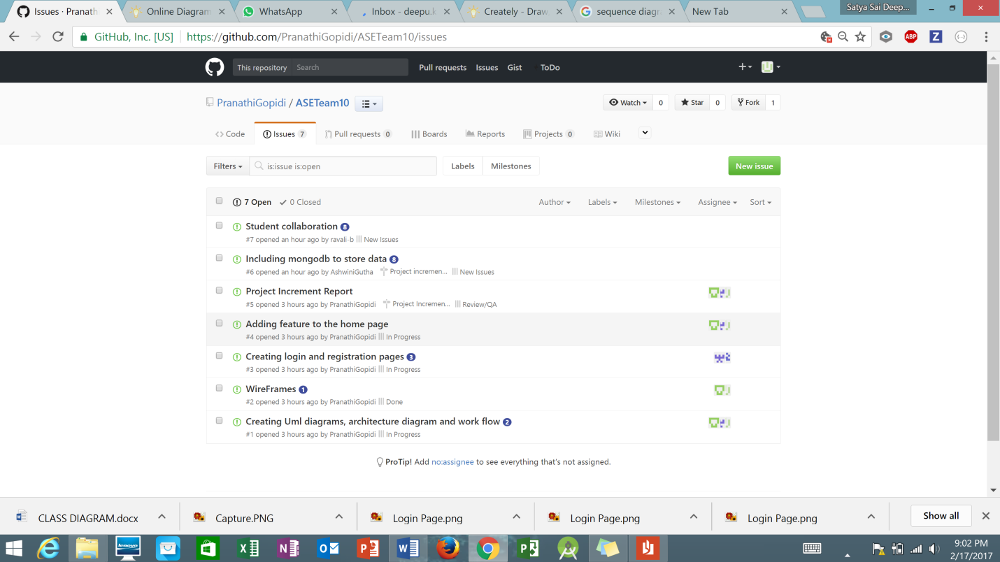 Issues · Pranathi
Online Diagram
WhatsApp
Inbox - deepu.k
Creately - Draw
sequence diagra
New Tab
Satya Sai Deep...
GitHub, Inc. [US]
https://github.com/PranathiGopidi/ASETeam10/issues
ABP
Z
This repository
Search
Pull requests
Issues
Gist
ToDo
PranathiGopidi / ASETeam10
Watch 0
Star 0
Fork 1
Code
Issues 7
Pull requests 0
Boards
Reports
Projects 0
Wiki
Filters
is:issue is:open
Labels
Milestones
New issue
7 Open
0 Closed
Author
Labels
Milestones
Assignee
Sort
Student collaboration 8
#7 opened an hour ago by ravali-b New Issues
Including mongodb to store data 8
#6 opened an hour ago by AshwiniGutha Project incremen... New Issues
Project Increment Report
#5 opened 3 hours ago by PranathiGopidi Project Incremen... Review/QA
Adding feature to the home page
#4 opened 3 hours ago by PranathiGopidi In Progress
Creating login and registration pages 3
#3 opened 3 hours ago by PranathiGopidi In Progress
WireFrames 1
#2 opened 3 hours ago by PranathiGopidi Done
Creating Uml diagrams, architecture diagram and work flow 2
#1 opened 3 hours ago by PranathiGopidi In Progress
ProTip! Add no:assignee to see everything that's not assigned.
CLASS DIAGRAM.docx
Capture.PNG
Login Page.png
Login Page.png
Login Page.png
Show all
lenovo
9:02 PM
2/17/2017